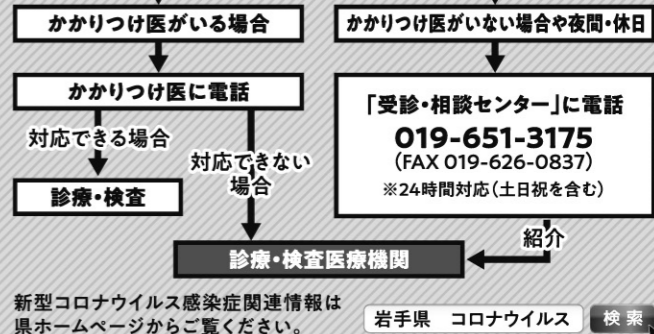 かかりつけ医がいる場合
かかりつけ医に電話
対応できる場合
診療・検査
対応できない
場合
かかりつけ医がいない場合や夜間・休日
「受診・相談センター」に電話
019-651-3175
(FAX 019-626-0837)
※24時間対応(土日祝を含む)
紹介
診療・検査医療機関
新型コロナウイルス感染症関連情報は
県ホームページからご覧ください。
岩手県 コロナウイルス 検索